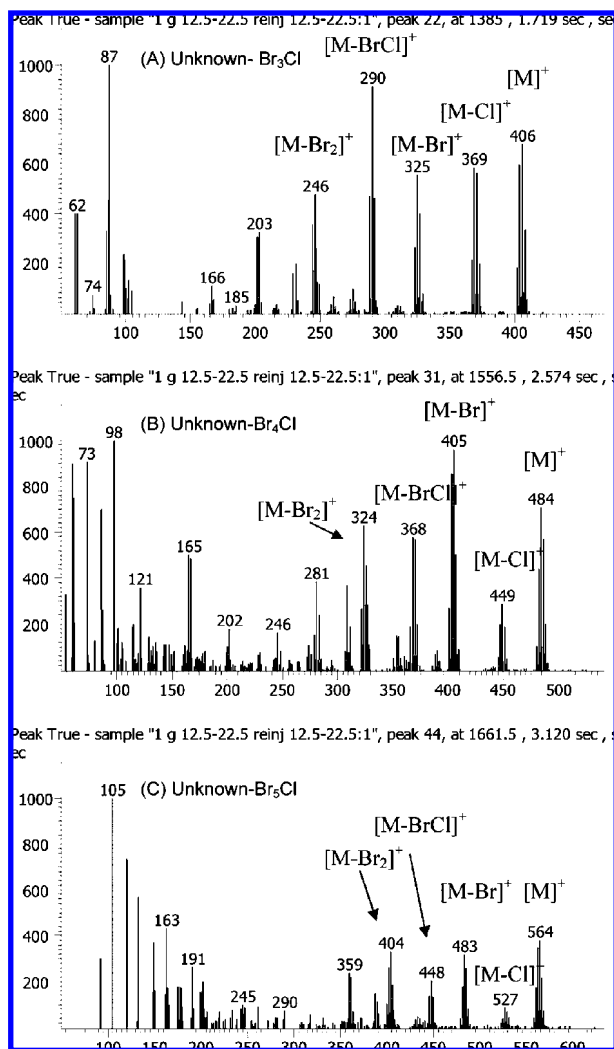 Peak True - sample "1 g 12.5-22.5 reinj 12.5-22.5:1", peak 22, at 1385 , 1.719 sec , sec
(A) Unknown- Br₃Cl
[M-BrCl]⁺
[M]⁺
[M-Cl]⁺
[M-Br₂]⁺
[M-Br]⁺
1000
800
600
400
200
87
290
406
369
325
246
62
203
74
166
185
100 150 200 250 300 350 400 450
Peak True - sample "1 g 12.5-22.5 reinj 12.5-22.5:1", peak 31, at 1556.5 , 2.574 sec , s
ec
(B) Unknown-Br₄Cl
[M-Br]⁺
[M]⁺
[M-BrCl]⁺
[M-Br₂]⁺
[M-Cl]⁺
1000
800
600
400
200
73
98
405
484
324
368
165
281
449
121
202
246
100 150 200 250 300 350 400 450 500
Peak True - sample "1 g 12.5-22.5 reinj 12.5-22.5:1", peak 44, at 1661.5 , 3.120 sec , s
ec
(C) Unknown-Br₅Cl
[M-BrCl]⁺
[M-Br₂]⁺
[M-Br]⁺ [M]⁺
[M-Cl]⁺
1000
800
600
400
200
105
163
191
245
290
359
404
448
483
527
564
100 200 300 400 500 600